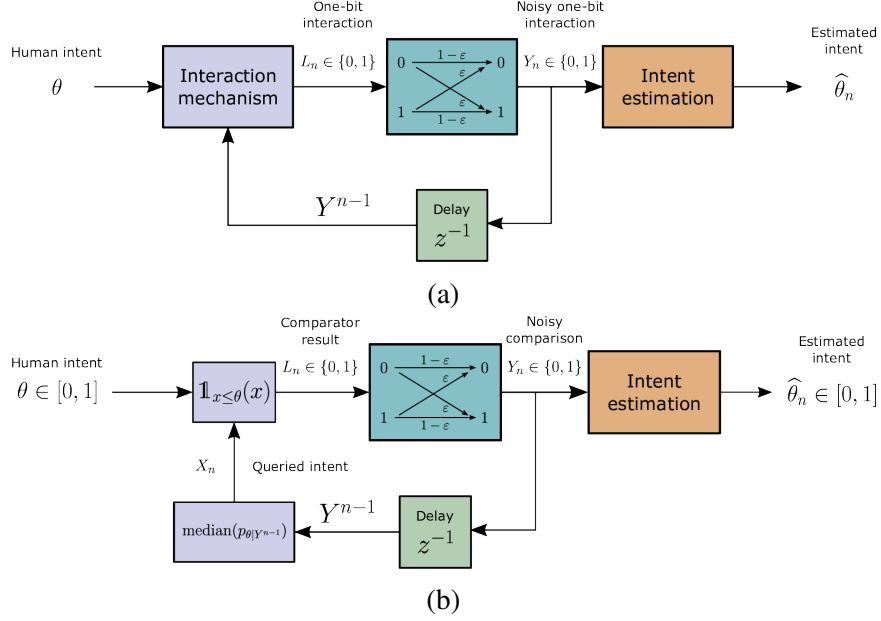 Human intent
θ
Interaction
mechanism
One-bit
interaction
L_n ∈ {0, 1}
0 1 − ε 0
ε
ε
1 1 − ε 1
Noisy one-bit
interaction
Y_n ∈ {0, 1}
Intent
estimation
Estimated
intent
θ̂_n
Y^{n−1}
Delay
z^{−1}
(a)
Human intent
θ ∈ [0, 1]
𝟙_{x≤θ}(x)
Comparator
result
L_n ∈ {0, 1}
0 1 − ε 0
ε
ε
1 1 − ε 1
Noisy
comparison
Y_n ∈ {0, 1}
Intent
estimation
Estimated
intent
θ̂_n ∈ [0, 1]
X_n Queried intent
median(p_{θ|Y^{n−1}})
Y^{n−1}
Delay
z^{−1}
(b)